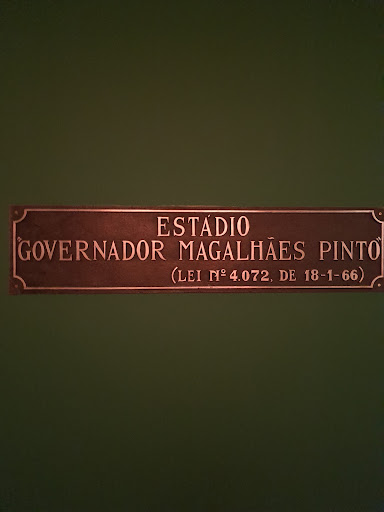 ESTÁDIO
"GOVERNADOR MAGALHÃES PINTO"
(LEI Nº 4.072, DE 18-1-66)